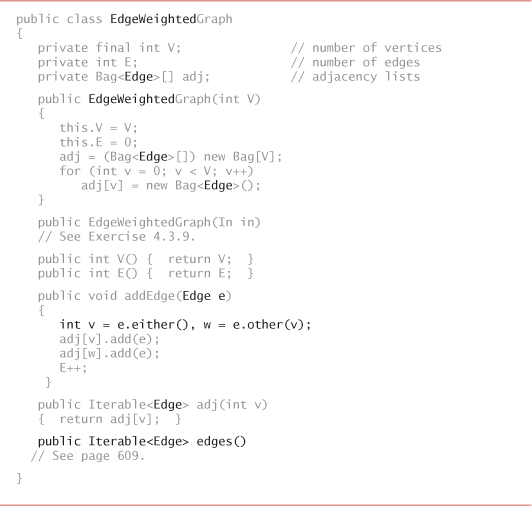 public class EdgeWeightedGraph
{
private final int V; // number of vertices
private int E; // number of edges
private Bag<Edge>[] adj; // adjacency lists
public EdgeWeightedGraph(int V)
{
this.V = V;
this.E = 0;
adj = (Bag<Edge>[]) new Bag[V];
for (int v = 0; v < V; v++)
adj[v] = new Bag<Edge>();
}
public EdgeWeightedGraph(In in)
// See Exercise 4.3.9.
public int V() { return V; }
public int E() { return E; }
public void addEdge(Edge e)
{
int v = e.either(), w = e.other(v);
adj[v].add(e);
adj[w].add(e);
E++;
}
public Iterable<Edge> adj(int v)
{ return adj[v]; }
public Iterable<Edge> edges()
// See page 609.
}